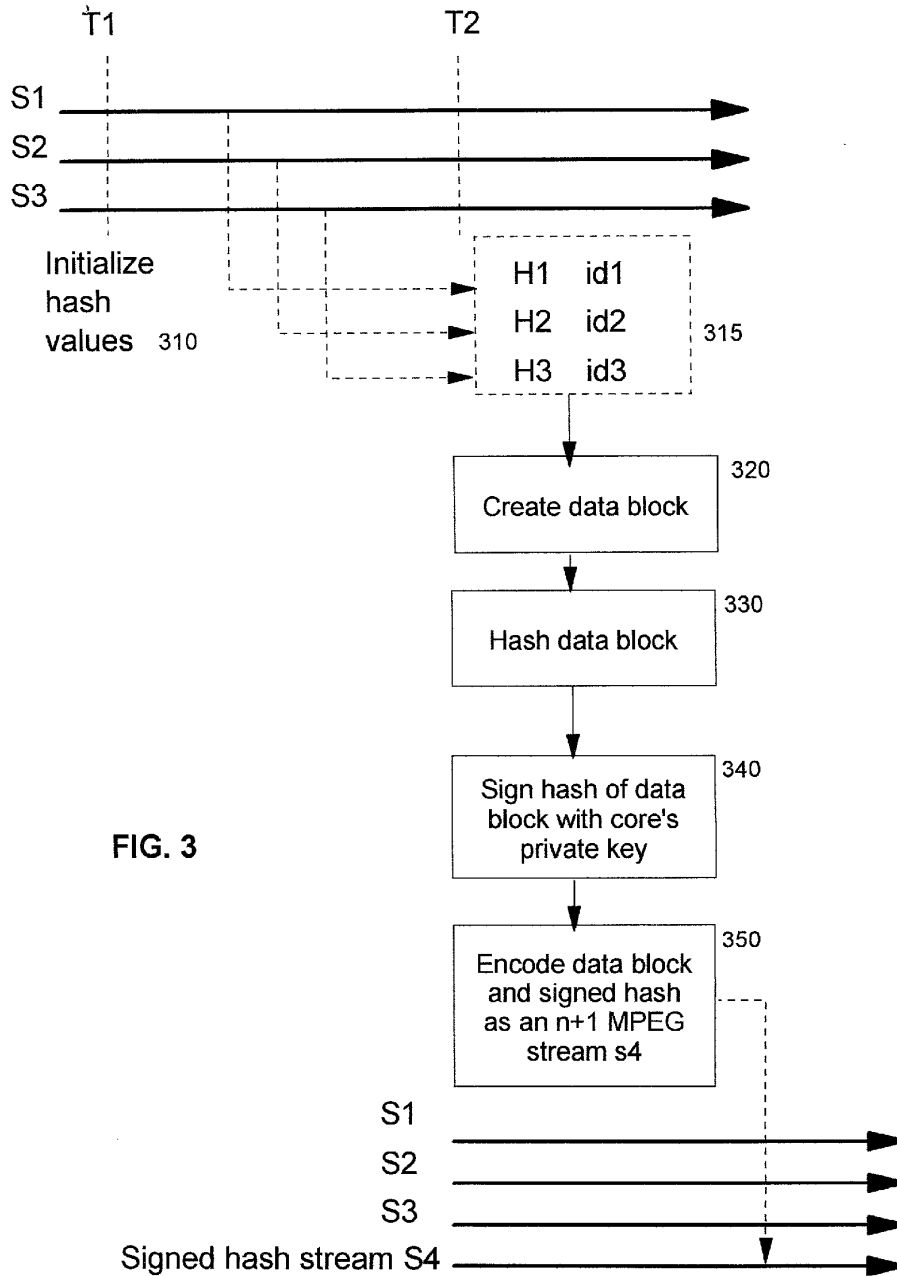 T1
T2
S1
S2
S3
Initialize
hash
values 310
H1 id1
H2 id2
H3 id3
315
320
Create data block
330
Hash data block
340
Sign hash of data
block with core's
private key
FIG. 3
350
Encode data block
and signed hash
as an n+1 MPEG
stream s4
S1
S2
S3
Signed hash stream S4